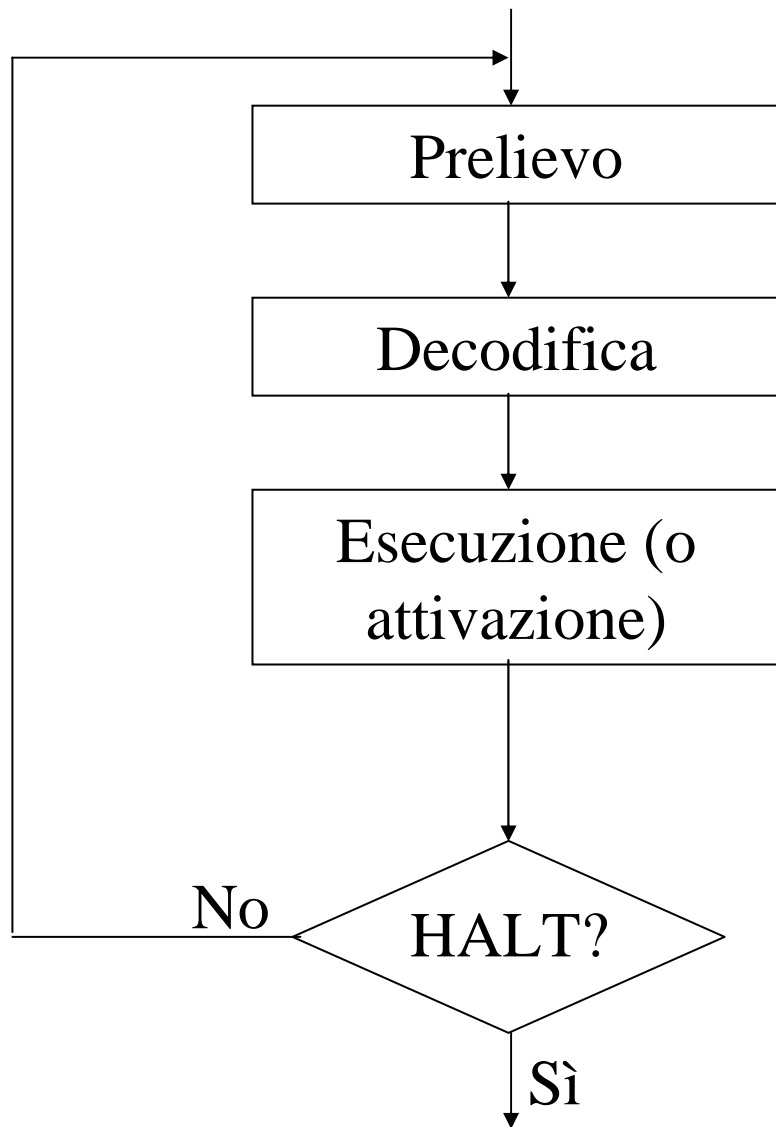 Prelievo
Decodifica
Esecuzione (o
attivazione)
No
HALT?
Sì